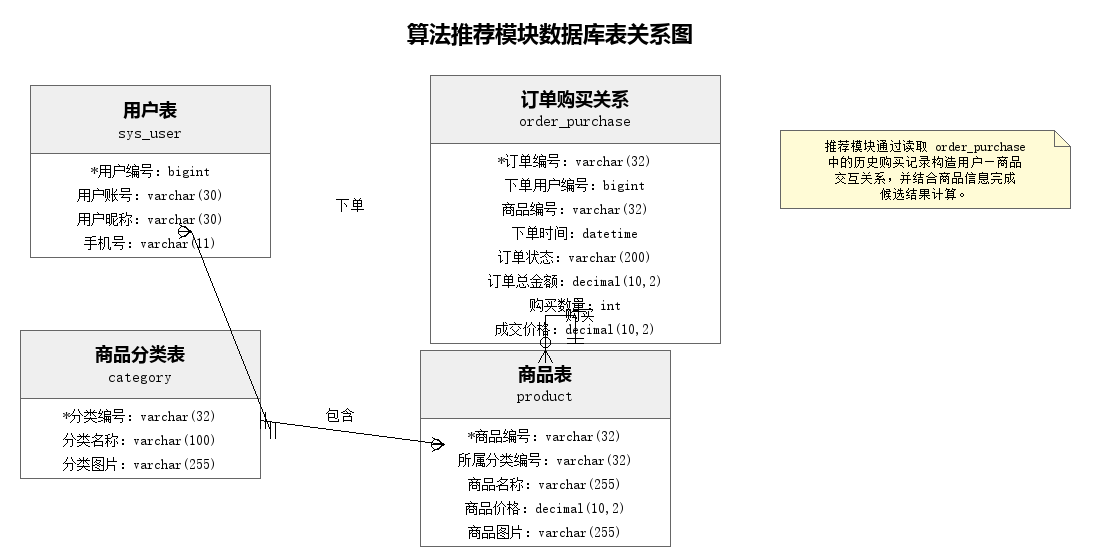 算法推荐模块数据库表关系图
用户表
sys_user
*用户编号: bigint
用户账号: varchar(30)
用户昵称: varchar(30)
手机号: varchar(11)
下单
订单购买关系
order_purchase
*订单编号: varchar(32)
下单用户编号: bigint
商品编号: varchar(32)
下单时间: datetime
订单状态: varchar(200)
订单总金额: decimal(10,2)
购买数量: int
购买
成交价格: decimal(10,2)
推荐模块通过读取 order_purchase
中的历史购买记录构造用户—商品
交互关系，并结合商品信息完成
候选结果计算。
商品分类表
category
*分类编号: varchar(32)
分类名称: varchar(100)
分类图片: varchar(255)
包含
商品表
product
*商品编号: varchar(32)
所属分类编号: varchar(32)
商品名称: varchar(255)
商品价格: decimal(10,2)
商品图片: varchar(255)